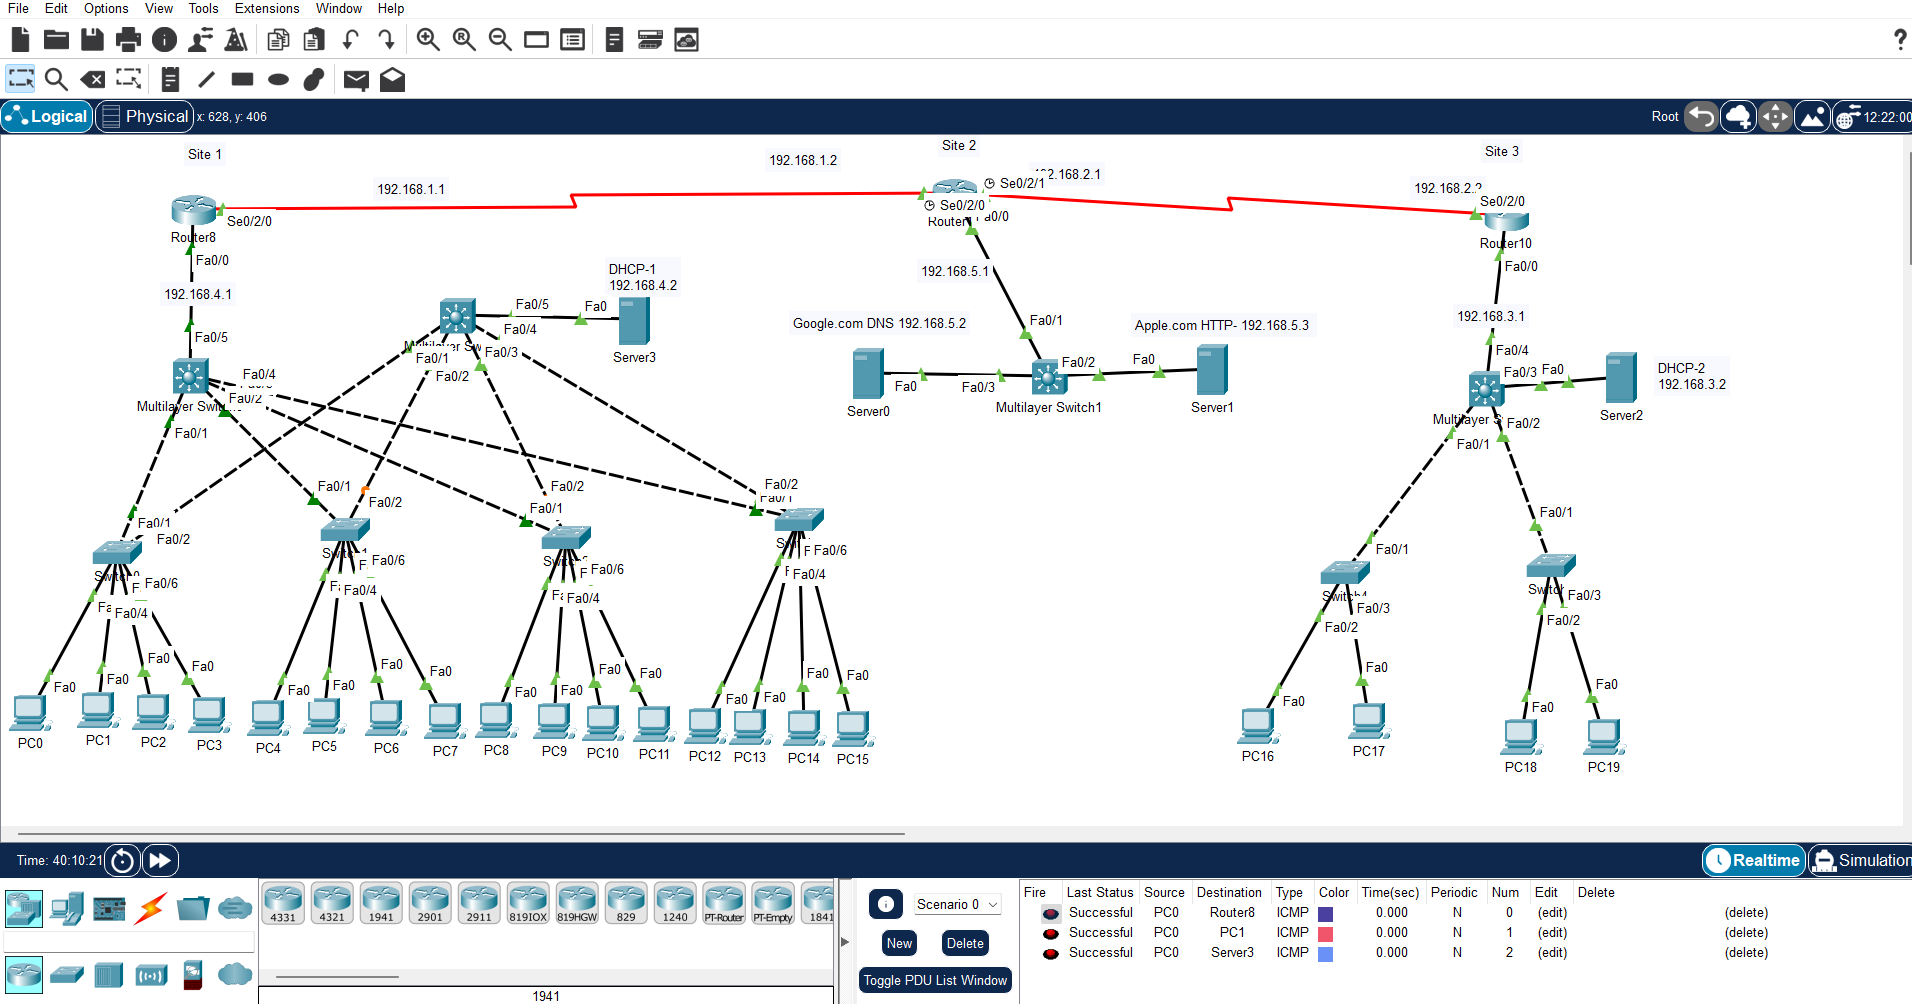 File Edit Options View Tools Extensions Window Help
?
Logical Physical x: 628, y: 406 Root 12:22:00
Site 1
Site 2
Site 3
192.168.1.1
192.168.1.2
Se0/2/1
192.168.2.1
192.168.2.2
Se0/2/0
Se0/2/0
Se0/2/0
Fa0/0
Router8
Router
Router10
Fa0/0
Fa0/0
192.168.4.1
192.168.5.1
192.168.3.1
DHCP-1
192.168.4.2
Fa0/5
Fa0
Fa0/4
Fa0/3
Fa0/1
Fa0/2
Server3
Fa0/5
Fa0/4
Fa0/2
Fa0/1
Google.com DNS 192.168.5.2
Apple.com HTTP- 192.168.5.3
Fa0/1
Fa0/2
Fa0
Fa0
Fa0/3
Server0
Multilayer Switch1
Server1
Fa0/4
Fa0/3
Fa0
DHCP-2
192.168.3.2
Server2
Fa0/2
Fa0/1
Fa0/1
Fa0/2
Fa0/2
Fa0/1
Fa0/2
Fa0/1
Fa0/1
Fa0/2
Fa0/6
Fa0/4
Fa0/6
Fa0/4
Fa0/6
Fa0/4
Fa0/6
Fa0/4
Fa0/1
Fa0/1
Switch4
Fa0/3
Fa0/2
Fa0/3
Fa0/2
Fa0 Fa0 Fa0 Fa0
Fa0 Fa0 Fa0 Fa0
Fa0 Fa0 Fa0 Fa0
Fa0 Fa0 Fa0 Fa0
Fa0 Fa0
Fa0 Fa0
PC0 PC1 PC2 PC3 PC4 PC5 PC6 PC7 PC8 PC9 PC10 PC11 PC12 PC13 PC14 PC15 PC16 PC17 PC18 PC19
Time: 40:10:21
Realtime Simulation
4331 4321 1941 2901 2911 819IOX 819HGW 829 1240 PT-Router PT-Empty 1841
1941
Scenario 0
New Delete
Toggle PDU List Window
Fire Last Status Source Destination Type Color Time(sec) Periodic Num Edit Delete
Successful PC0 Router8 ICMP 0.000 N 0 (edit) (delete)
Successful PC0 PC1 ICMP 0.000 N 1 (edit) (delete)
Successful PC0 Server3 ICMP 0.000 N 2 (edit) (delete)